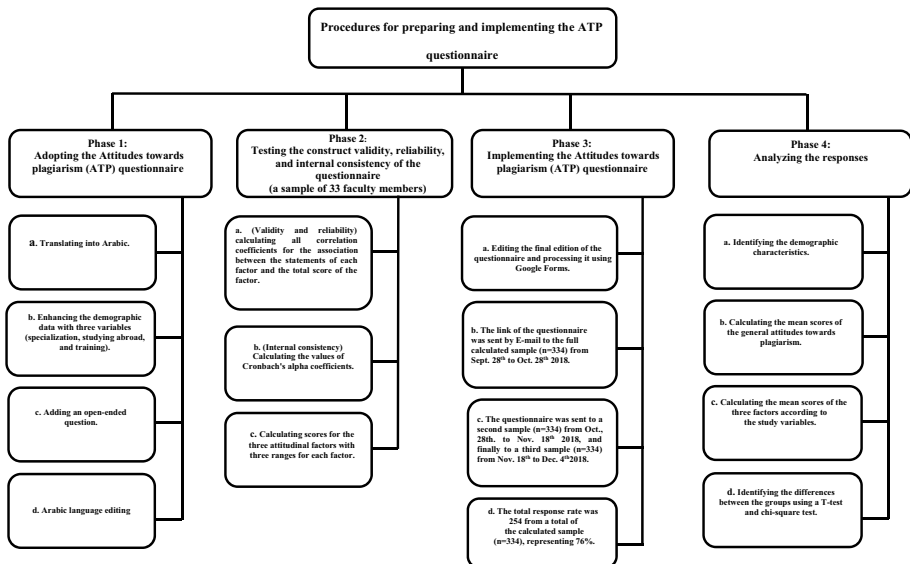 Procedures for preparing and implementing the ATP
questionnaire
Phase 1:
Adopting the Attitudes towards
plagiarism (ATP) questionnaire
a. Translating into Arabic.
b. Enhancing the demographic
data with three variables
(specialization, studying abroad,
and training).
c. Adding an open-ended
question.
d. Arabic language editing
Phase 2:
Testing the construct validity, reliability,
and internal consistency of the
questionnaire
(a sample of 33 faculty members)
a. (Validity and reliability)
calculating all correlation
coefficients for the association
between the statements of each
factor and the total score of the
factor.
b. (Internal consistency)
Calculating the values of
Cronbach's alpha coefficients.
c. Calculating scores for the
three attitudinal factors with
three ranges for each factor.
Phase 3:
Implementing the Attitudes towards
plagiarism (ATP) questionnaire
a. Editing the final edition of the
questionnaire and processing it using
Google Forms.
b. The link of the questionnaire
was sent by E-mail to the full
calculated sample (n=334) from
Sept. 28th to Oct. 28th 2018.
c. The questionnaire was sent to a
second sample (n=334) from Oct.,
28th. to Nov. 18th 2018, and
finally to a third sample (n=334)
from Nov. 18th to Dec. 4th2018.
d. The total response rate was
254 from a total of
the calculated sample
(n=334), representing 76%.
Phase 4:
Analyzing the responses
a. Identifying the demographic
characteristics.
b. Calculating the mean scores of
the general attitudes towards
plagiarism.
c. Calculating the mean scores of the
three factors according to
the study variables.
d. Identifying the differences
between the groups using a T-test
and chi-square test.